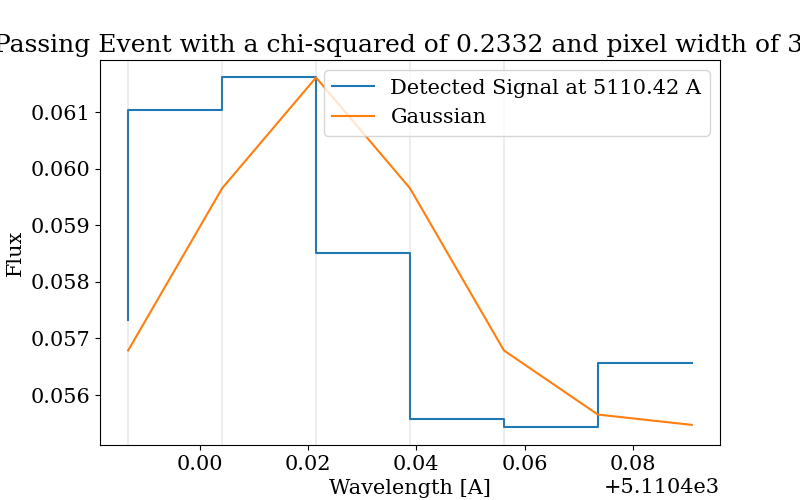 Passing Event with a chi-squared of 0.2332 and pixel width of 3
Detected Signal at 5110.42 A
Gaussian
0.061
0.060
0.059
0.058
0.057
0.056
Flux
0.00 0.02 0.04 0.06 0.08
Wavelength [A]
+5.1104e3